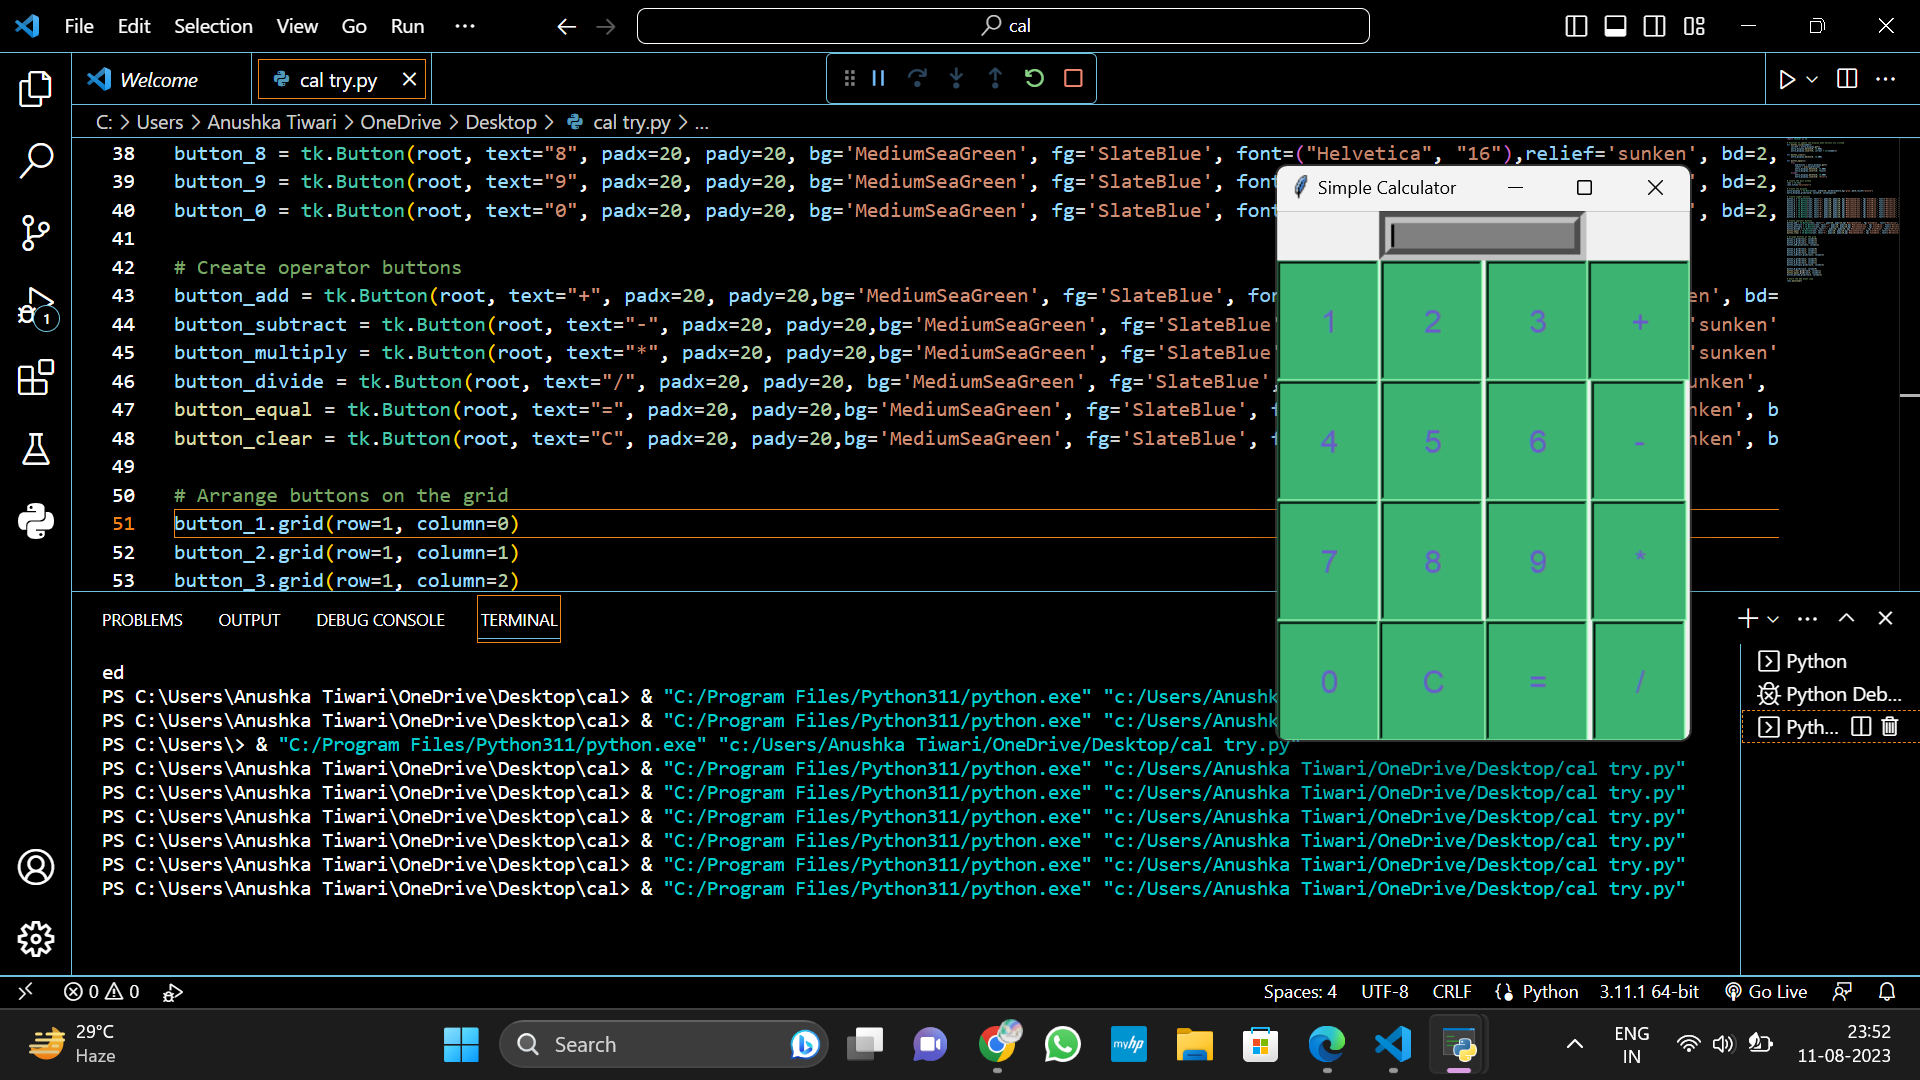 File Edit Selection View Go Run ... cal
Welcome cal try.py
C: > Users > Anushka Tiwari > OneDrive > Desktop > cal try.py > ...
38 button_8 = tk.Button(root, text="8", padx=20, pady=20, bg='MediumSeaGreen', fg='SlateBlue', font=("Helvetica", "16"),relief='sunken', bd=2,
39 button_9 = tk.Button(root, text="9", padx=20, pady=20, bg='MediumSeaGreen', fg='SlateBlue', font ', bd=2,
40 button_0 = tk.Button(root, text="0", padx=20, pady=20, bg='MediumSeaGreen', fg='SlateBlue', font ', bd=2,
41
42 # Create operator buttons
43 button_add = tk.Button(root, text="+", padx=20, pady=20,bg='MediumSeaGreen', fg='SlateBlue', fon n', bd=
44 button_subtract = tk.Button(root, text="-", padx=20, pady=20,bg='MediumSeaGreen', fg='SlateBlue' 'sunken'
45 button_multiply = tk.Button(root, text="*", padx=20, pady=20,bg='MediumSeaGreen', fg='SlateBlue' 'sunken'
46 button_divide = tk.Button(root, text="/", padx=20, pady=20, bg='MediumSeaGreen', fg='SlateBlue', unken',
47 button_equal = tk.Button(root, text="=", padx=20, pady=20,bg='MediumSeaGreen', fg='SlateBlue', nken', b
48 button_clear = tk.Button(root, text="C", padx=20, pady=20,bg='MediumSeaGreen', fg='SlateBlue', nken', b
49
50 # Arrange buttons on the grid
51 button_1.grid(row=1, column=0)
52 button_2.grid(row=1, column=1)
53 button_3.grid(row=1, column=2)
Simple Calculator
1 2 3 +
4 5 6 -
7 8 9 *
0 C = /
PROBLEMS OUTPUT DEBUG CONSOLE TERMINAL
ed
PS C:\Users\Anushka Tiwari\OneDrive\Desktop\cal> & "C:/Program Files/Python311/python.exe" "c:/Users/Anushk
PS C:\Users\Anushka Tiwari\OneDrive\Desktop\cal> & "C:/Program Files/Python311/python.exe" "c:/Users/Anushk
PS C:\Users\> & "C:/Program Files/Python311/python.exe" "c:/Users/Anushka Tiwari/OneDrive/Desktop/cal try.py"
PS C:\Users\Anushka Tiwari\OneDrive\Desktop\cal> & "C:/Program Files/Python311/python.exe" "c:/Users/Anushka Tiwari/OneDrive/Desktop/cal try.py"
PS C:\Users\Anushka Tiwari\OneDrive\Desktop\cal> & "C:/Program Files/Python311/python.exe" "c:/Users/Anushka Tiwari/OneDrive/Desktop/cal try.py"
PS C:\Users\Anushka Tiwari\OneDrive\Desktop\cal> & "C:/Program Files/Python311/python.exe" "c:/Users/Anushka Tiwari/OneDrive/Desktop/cal try.py"
PS C:\Users\Anushka Tiwari\OneDrive\Desktop\cal> & "C:/Program Files/Python311/python.exe" "c:/Users/Anushka Tiwari/OneDrive/Desktop/cal try.py"
PS C:\Users\Anushka Tiwari\OneDrive\Desktop\cal> & "C:/Program Files/Python311/python.exe" "c:/Users/Anushka Tiwari/OneDrive/Desktop/cal try.py"
PS C:\Users\Anushka Tiwari\OneDrive\Desktop\cal> & "C:/Program Files/Python311/python.exe" "c:/Users/Anushka Tiwari/OneDrive/Desktop/cal try.py"
Python
Python Deb...
Pyth...
1
0 0 Spaces: 4 UTF-8 CRLF Python 3.11.1 64-bit Go Live
29°C
Haze
Search
myhp
ENG
IN
23:52
11-08-2023